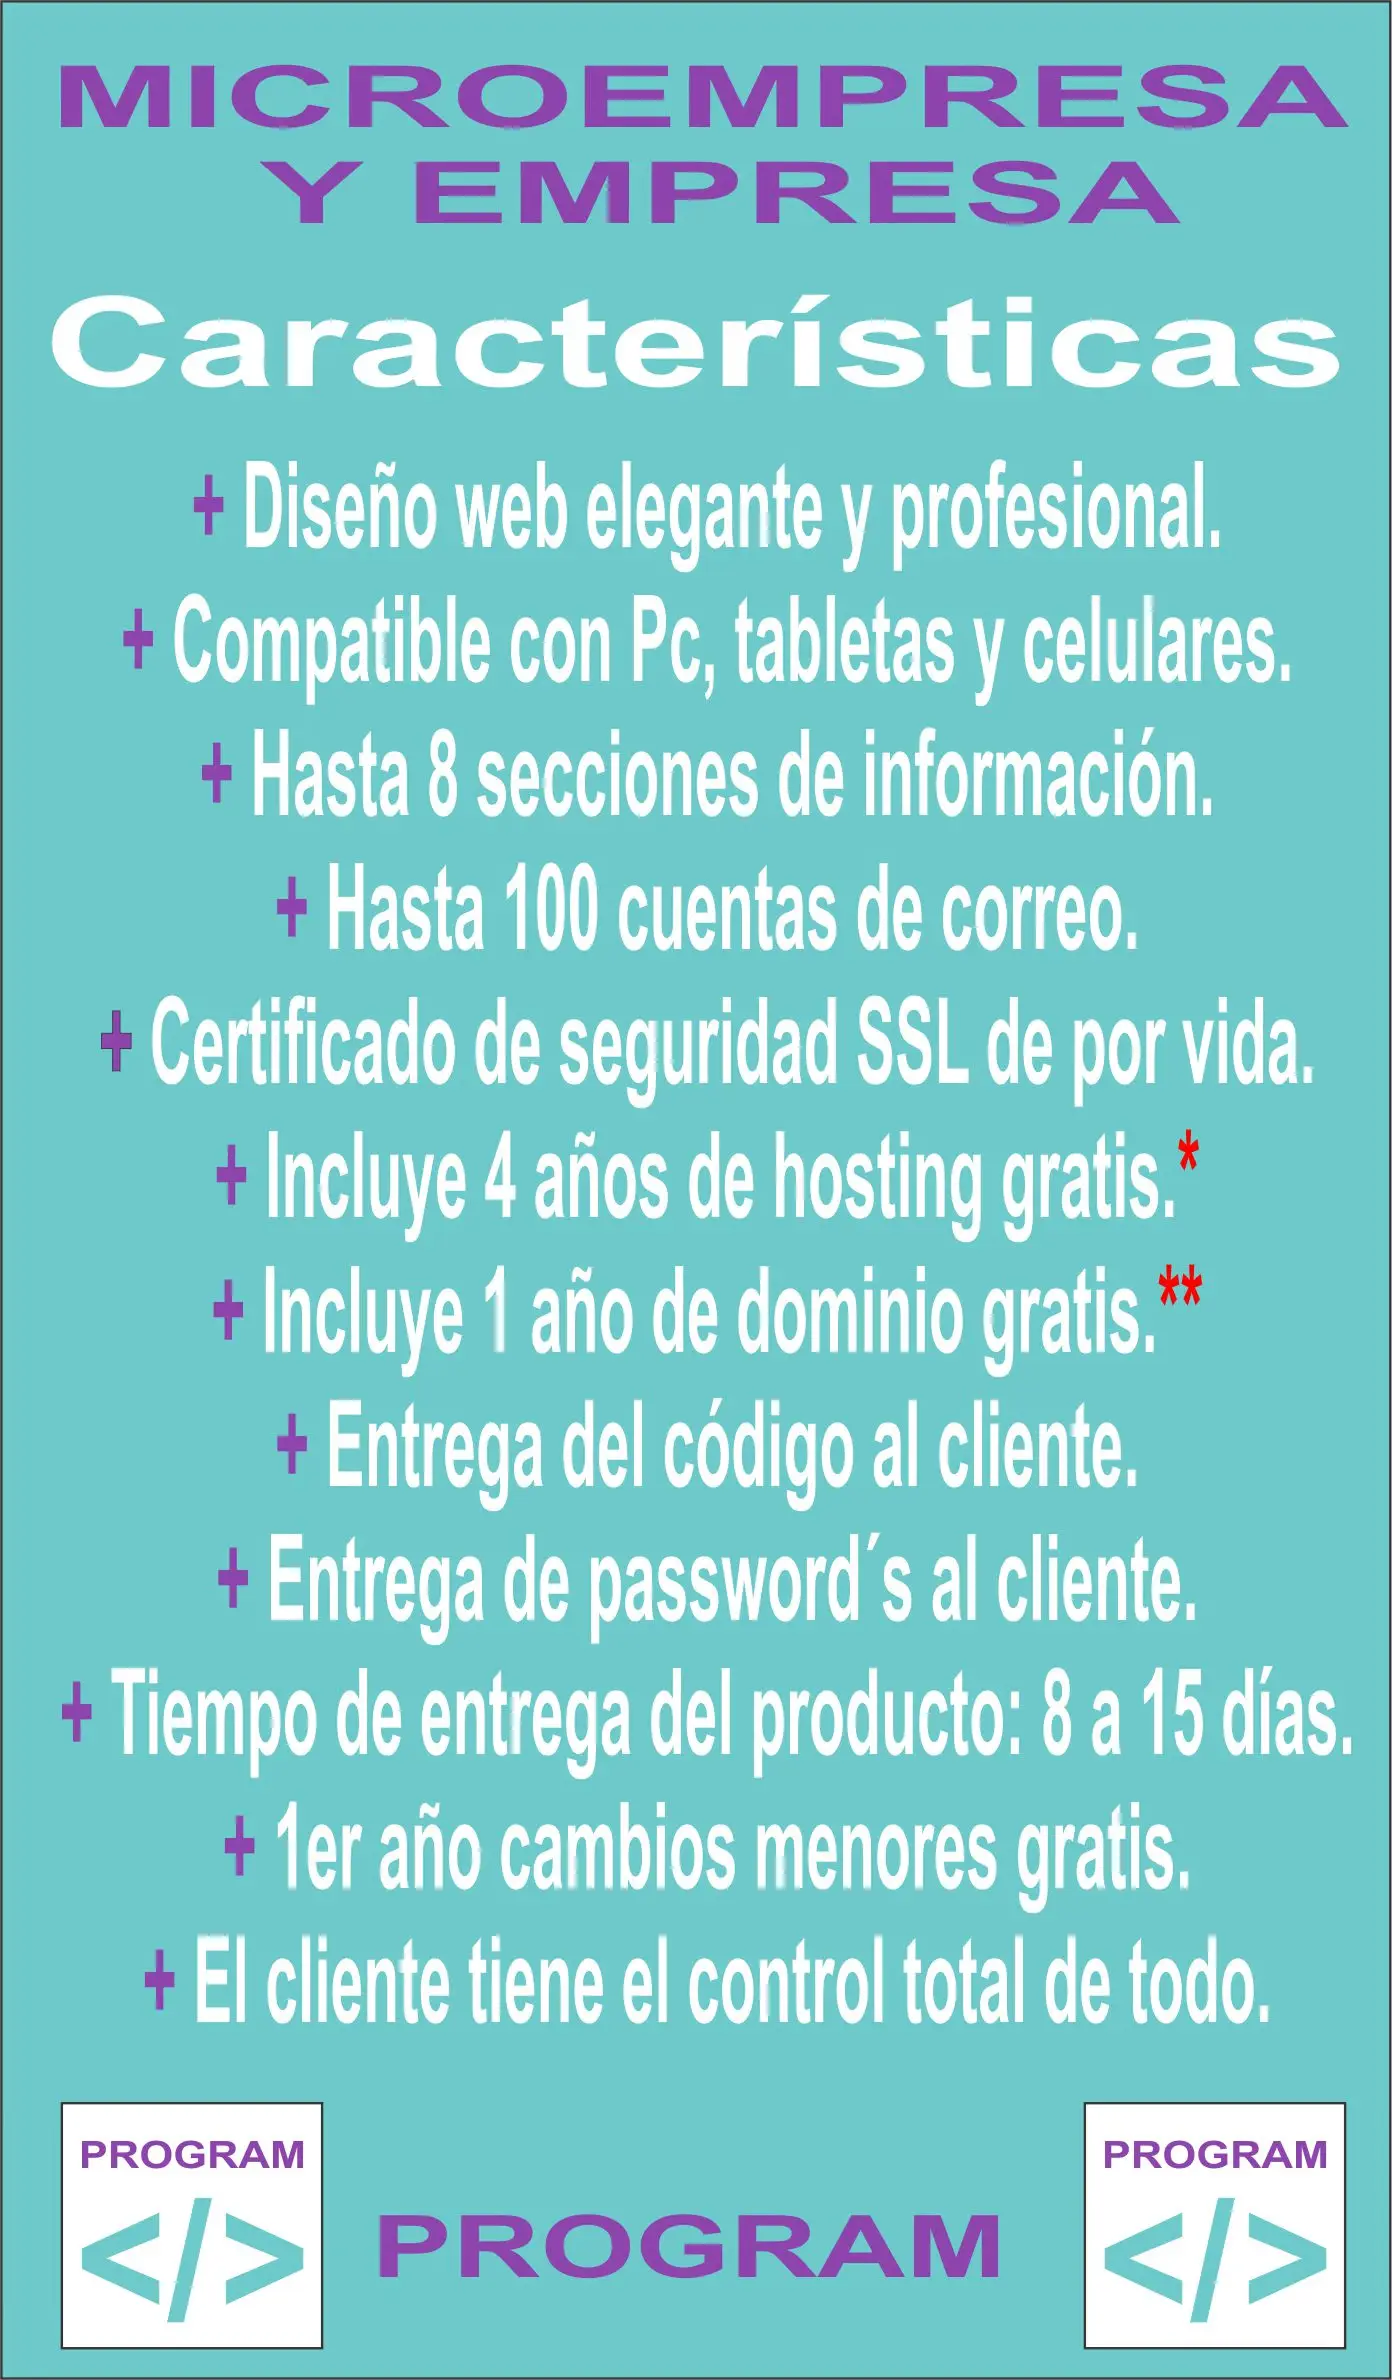 MICROEMPRESA
Y EMPRESA
Características
+ Diseño web elegante y profesional.
+ Compatible con Pc, tabletas y celulares.
+ Hasta 8 secciones de información.
+ Hasta 100 cuentas de correo.
+ Certificado de seguridad SSL de por vida.
+ Incluye 4 años de hosting gratis.*
+ Incluye 1 año de dominio gratis.**
+ Entrega del código al cliente.
+ Entrega de password´s al cliente.
+ Tiempo de entrega del producto: 8 a 15 días.
+ 1er año cambios menores gratis.
+ El cliente tiene el control total de todo.
PROGRAM
</>
PROGRAM
PROGRAM
</>